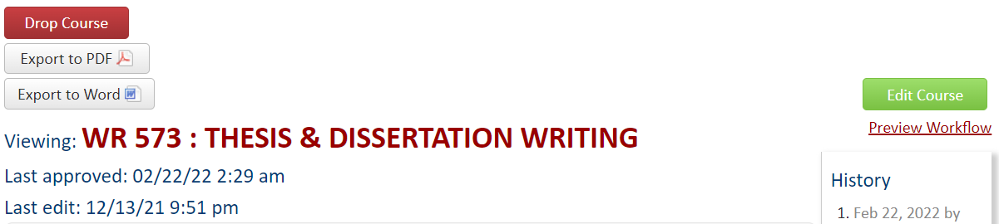 Drop Course
Export to PDF
Export to Word
Edit Course
Preview Workflow
Viewing: WR 573 : THESIS & DISSERTATION WRITING
Last approved: 02/22/22 2:29 am
Last edit: 12/13/21 9:51 pm
History
1. Feb 22, 2022 by